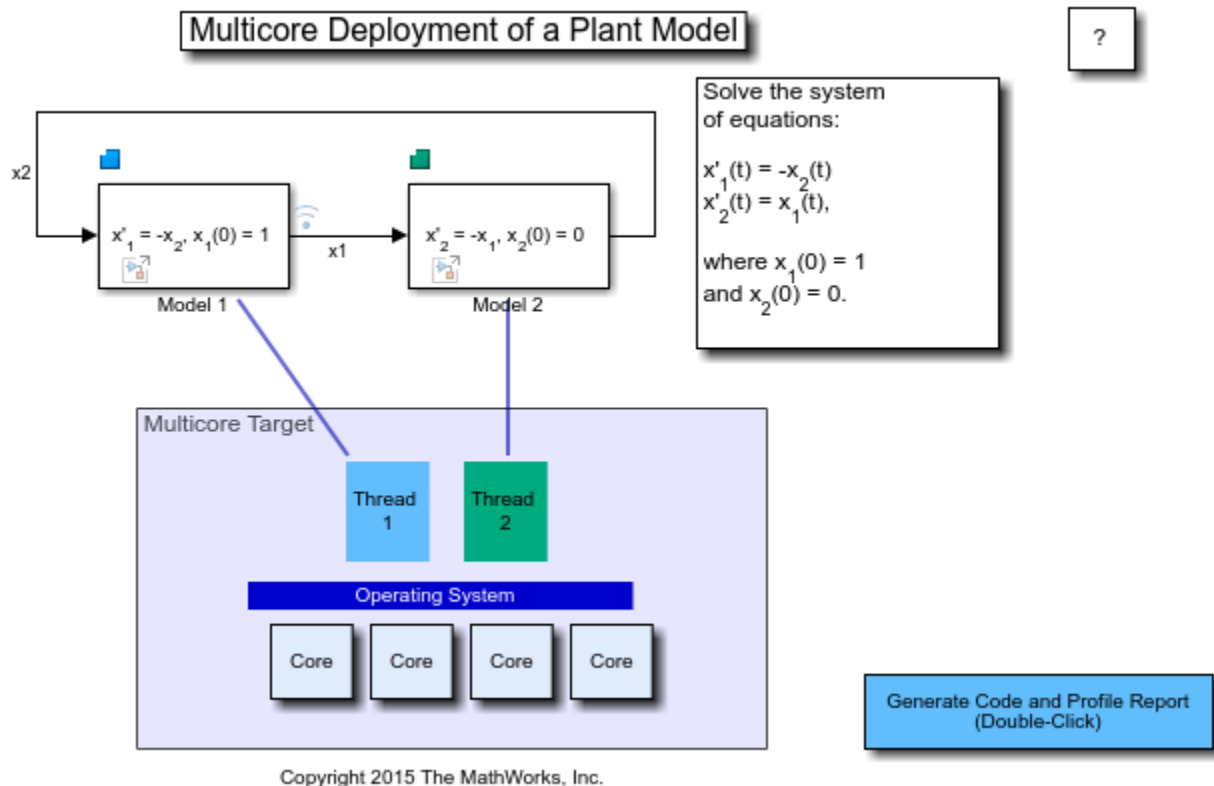 Multicore Deployment of a Plant Model
?
Solve the system
of equations:
x'₁(t) = -x₂(t)
x'₂(t) = x₁(t),
where x₁(0) = 1
and x₂(0) = 0.
x2
x'₁ = -x₂, x₁(0) = 1
x1
x'₂ = -x₁, x₂(0) = 0
Model 1
Model 2
Multicore Target
Thread
1
Thread
2
Operating System
Core
Core
Core
Core
Generate Code and Profile Report
(Double-Click)
Copyright 2015 The MathWorks, Inc.